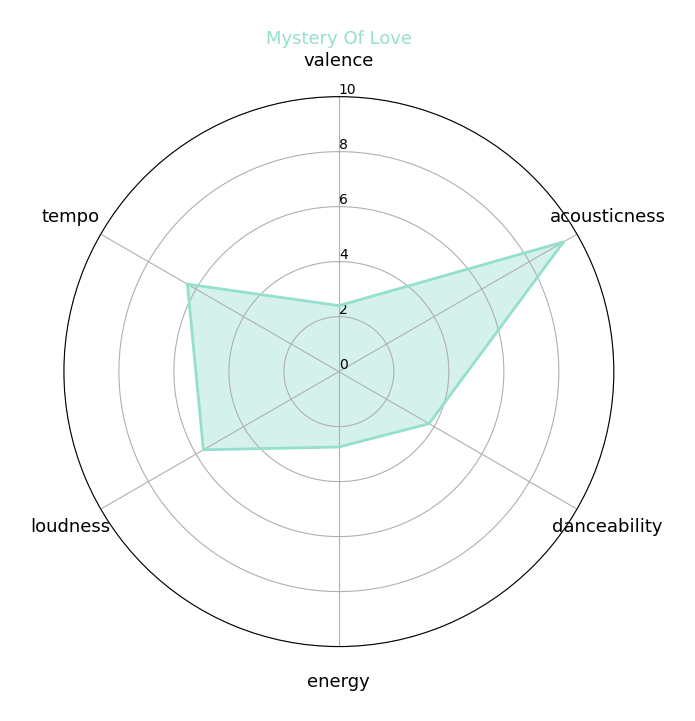 Mystery Of Love
valence
10
8
6
4
2
0
tempo
acousticness
loudness
danceability
energy